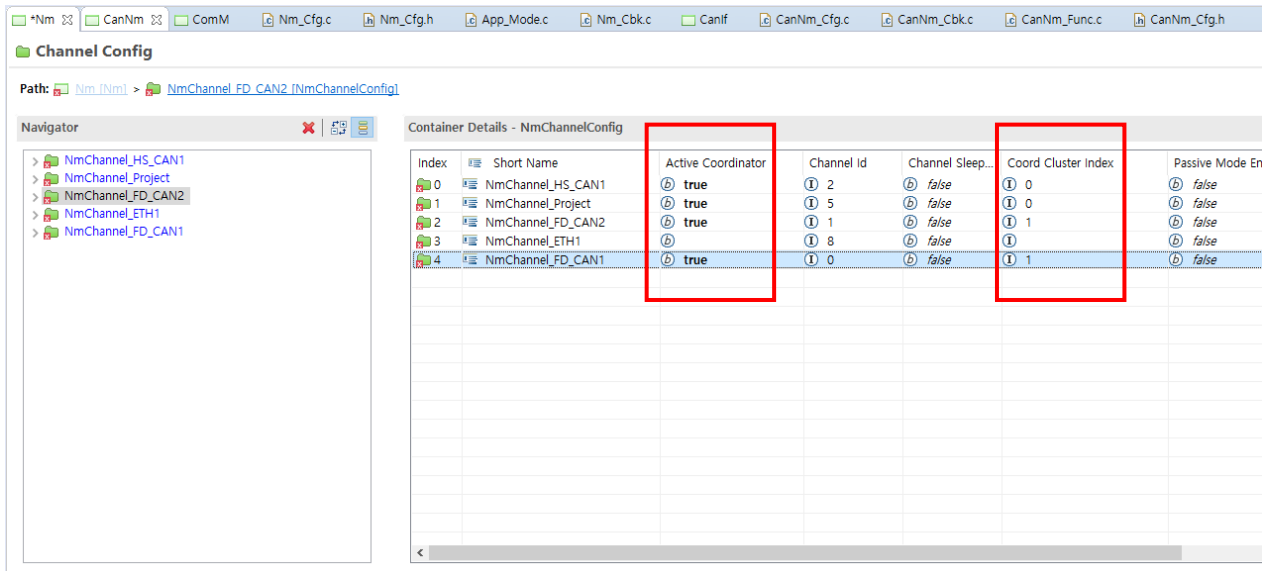 *Nm CanNm ComM Nm_Cfg.c Nm_Cfg.h App_Mode.c Nm_Cbk.c CanIf CanNm_Cfg.c CanNm_Cbk.c CanNm_Func.c CanNm_Cfg.h
Channel Config
Path: Nm [Nm] > NmChannel_FD_CAN2 [NmChannelConfig]
Navigator
NmChannel_HS_CAN1
NmChannel_Project
NmChannel_FD_CAN2
NmChannel_ETH1
NmChannel_FD_CAN1
Container Details - NmChannelConfig
Index Short Name Active Coordinator Channel Id Channel Sleep... Coord Cluster Index Passive Mode En
0 NmChannel_HS_CAN1 true 2 false 0 false
1 NmChannel_Project true 5 false 0 false
2 NmChannel_FD_CAN2 true 1 false 1 false
3 NmChannel_ETH1 8 false false
4 NmChannel_FD_CAN1 true 0 false 1 false